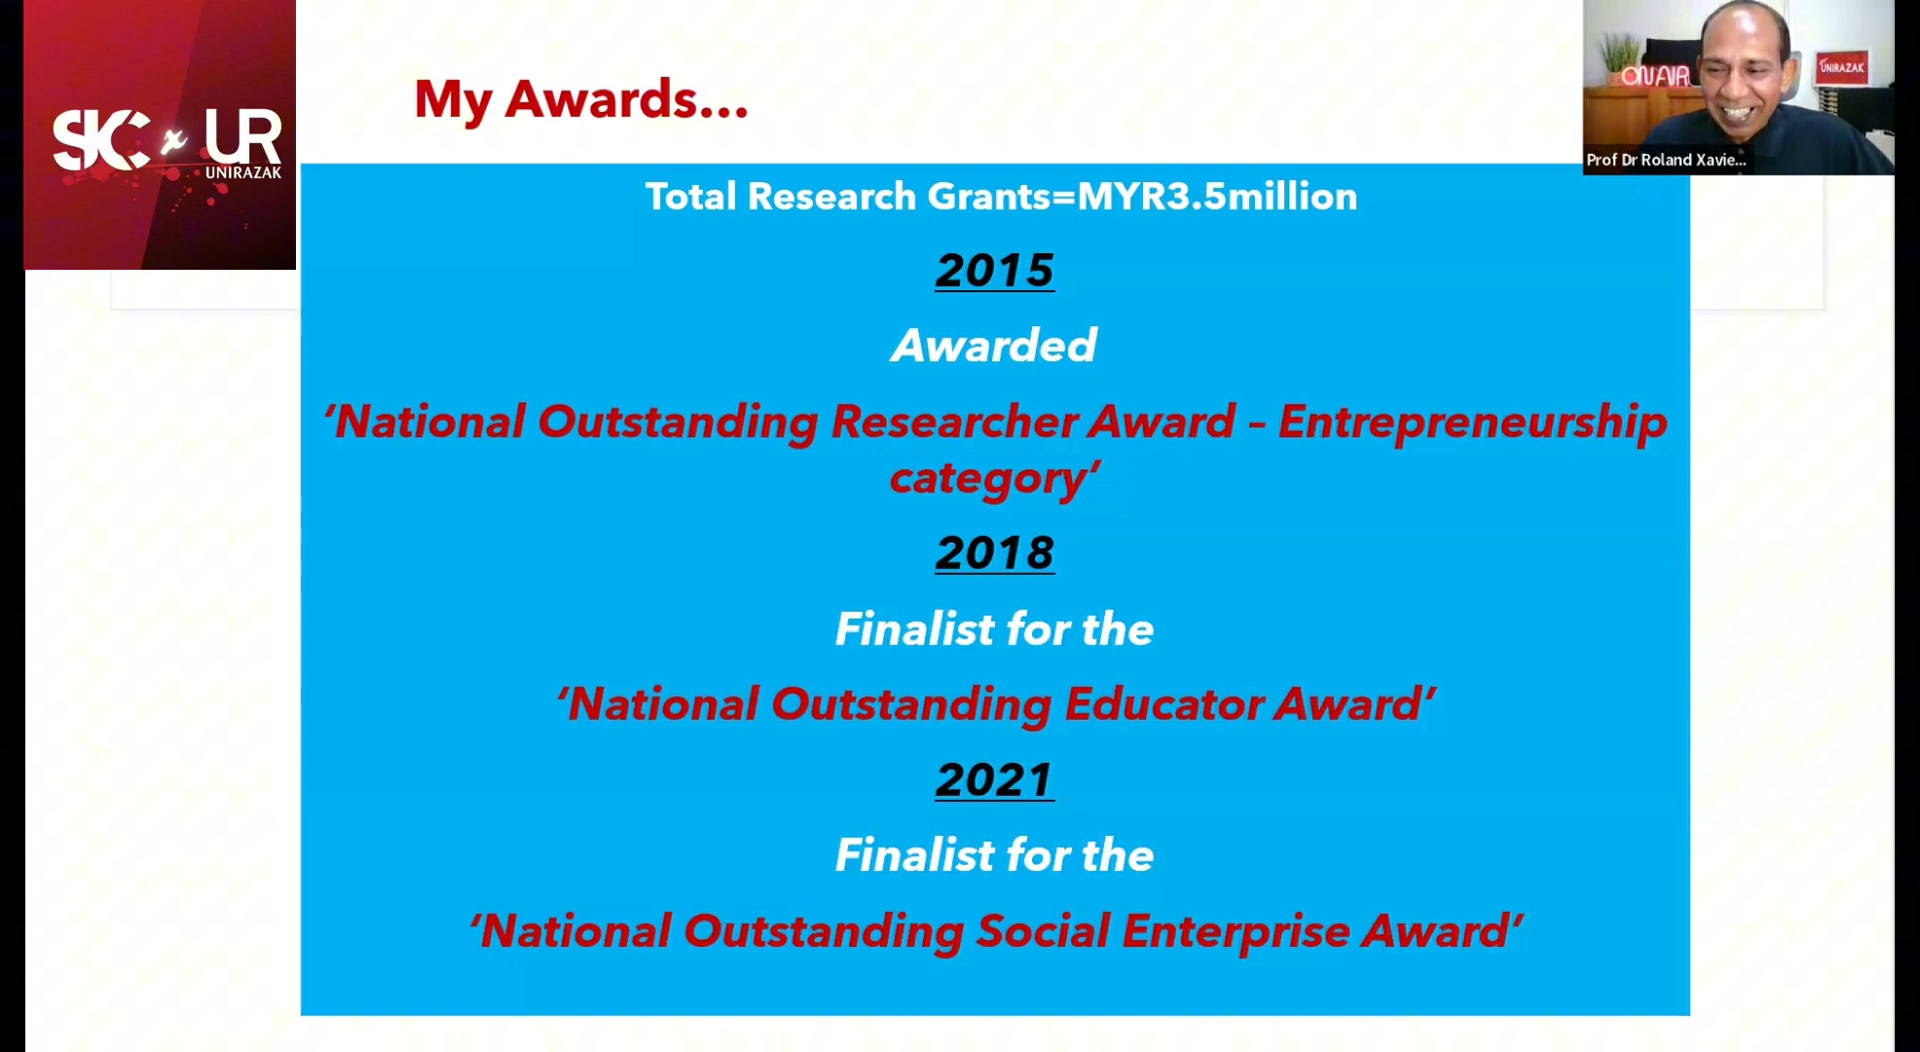 SIC x UR
UNIRAZAK
My Awards...
ON AIR
UNIRAZAK
Prof Dr Roland Xavie...
Total Research Grants=MYR3.5million
2015
Awarded
‘National Outstanding Researcher Award – Entrepreneurship
category’
2018
Finalist for the
‘National Outstanding Educator Award’
2021
Finalist for the
‘National Outstanding Social Enterprise Award’